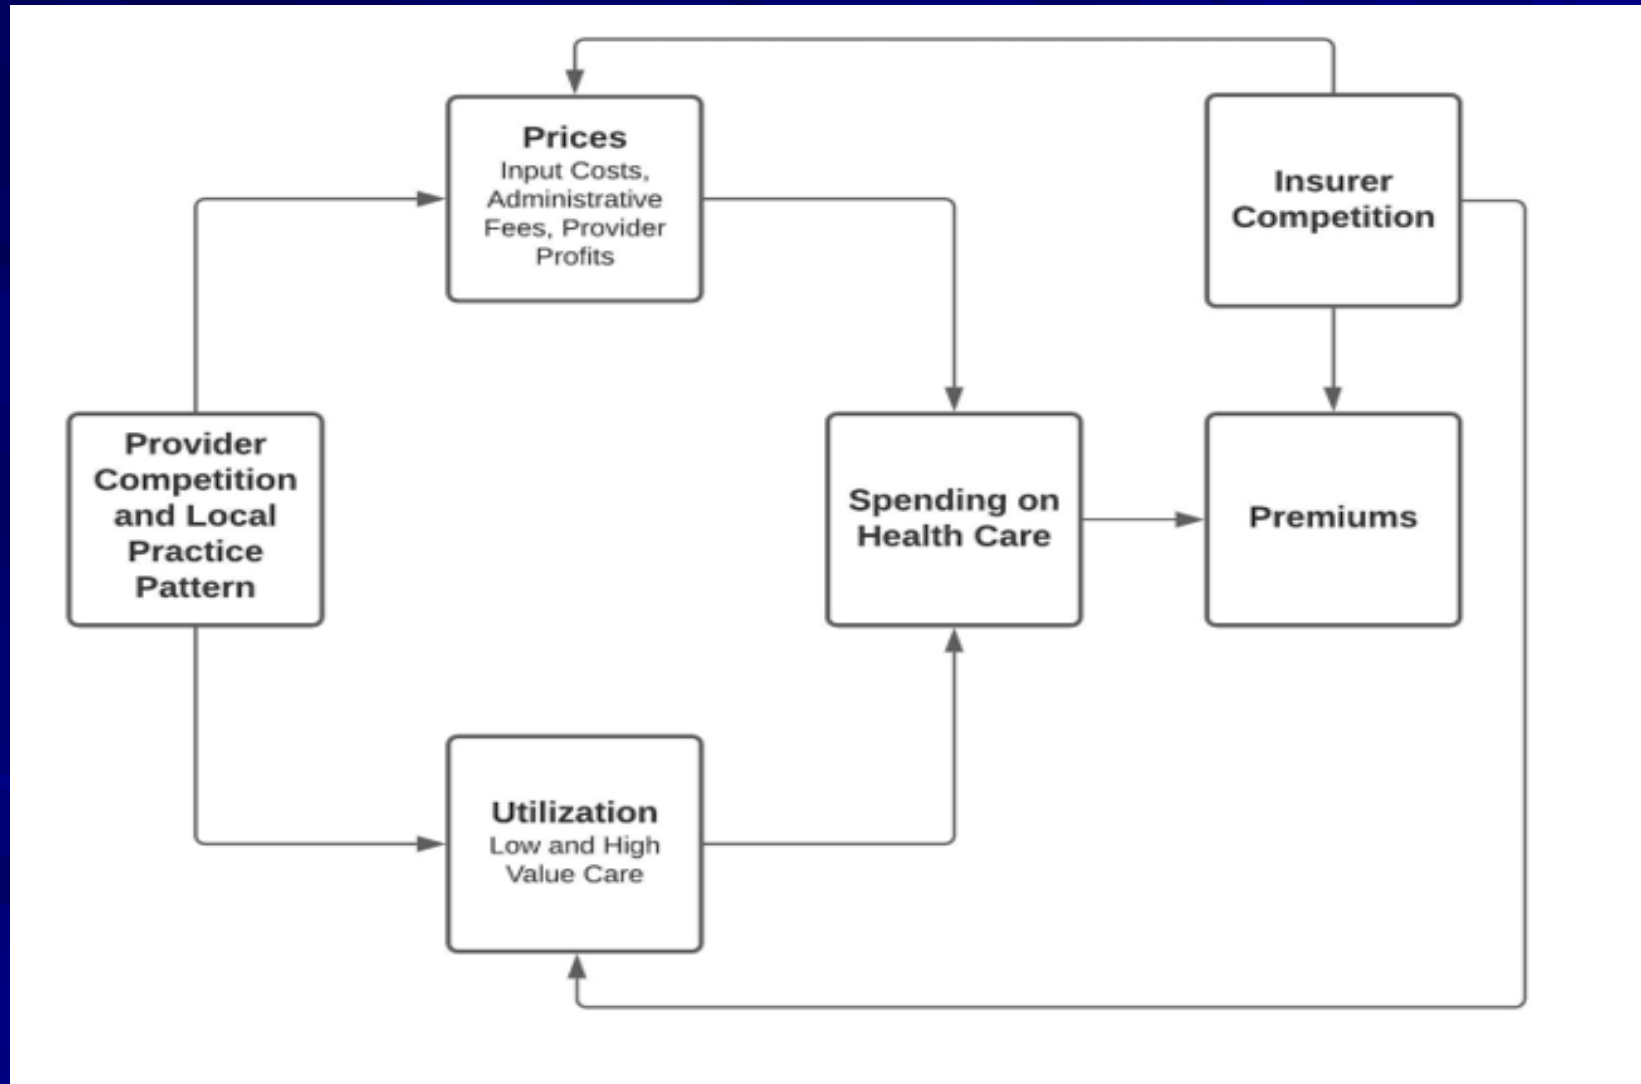 Prices
Input Costs,
Administrative
Fees, Provider
Profits
Insurer
Competition
Provider
Competition
and Local
Practice
Pattern
Spending on
Health Care
Premiums
Utilization
Low and High
Value Care